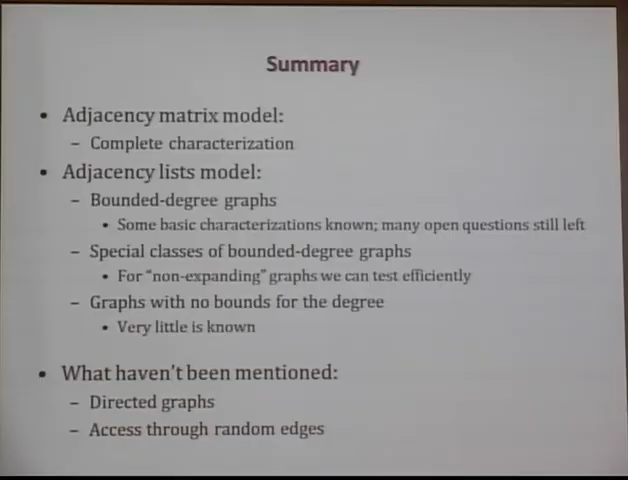 Summary
• Adjacency matrix model:
– Complete characterization
• Adjacency lists model:
– Bounded-degree graphs
• Some basic characterizations known; many open questions still left
– Special classes of bounded-degree graphs
• For “non-expanding” graphs we can test efficiently
– Graphs with no bounds for the degree
• Very little is known
• What haven’t been mentioned:
– Directed graphs
– Access through random edges